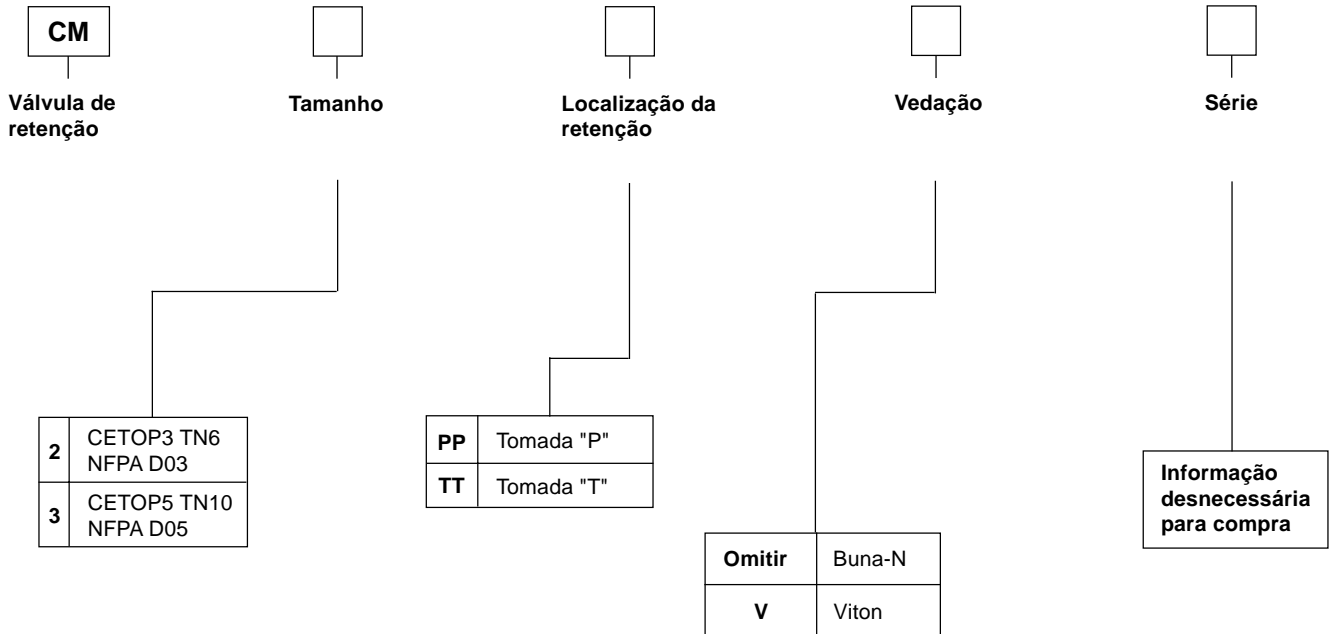 CM
Válvula de
retenção
Tamanho
Localização da
retenção
Vedação
Série
2
CETOP3 TN6
NFPA D03
3
CETOP5 TN10
NFPA D05
PP
Tomada "P"
TT
Tomada "T"
Omitir
Buna-N
V
Viton
Informação
desnecessária
para compra